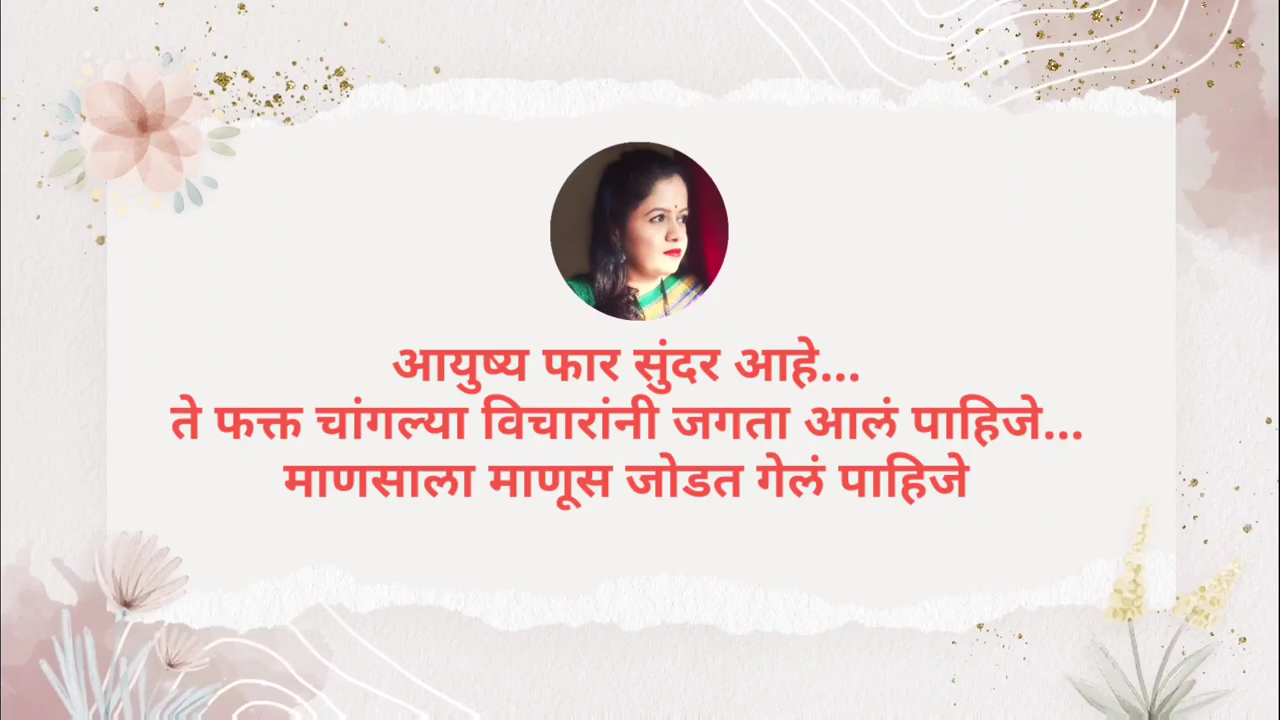 आयुष्य फार सुंदर आहे...
ते फक्त चांगल्या विचारांनी जगता आलं पाहिजे...
माणसाला माणूस जोडत गेलं पाहिजे